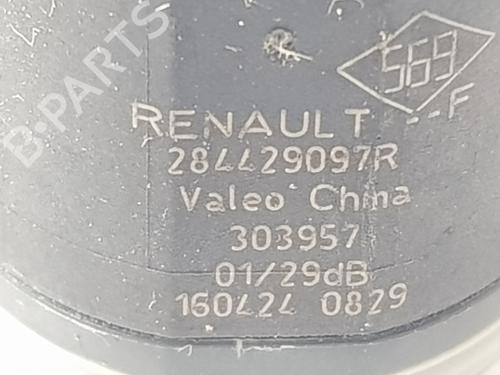 B-PARTS
569
RENAULT --F
284429097R
Valeo China
303957
01/29dB
160424 0829